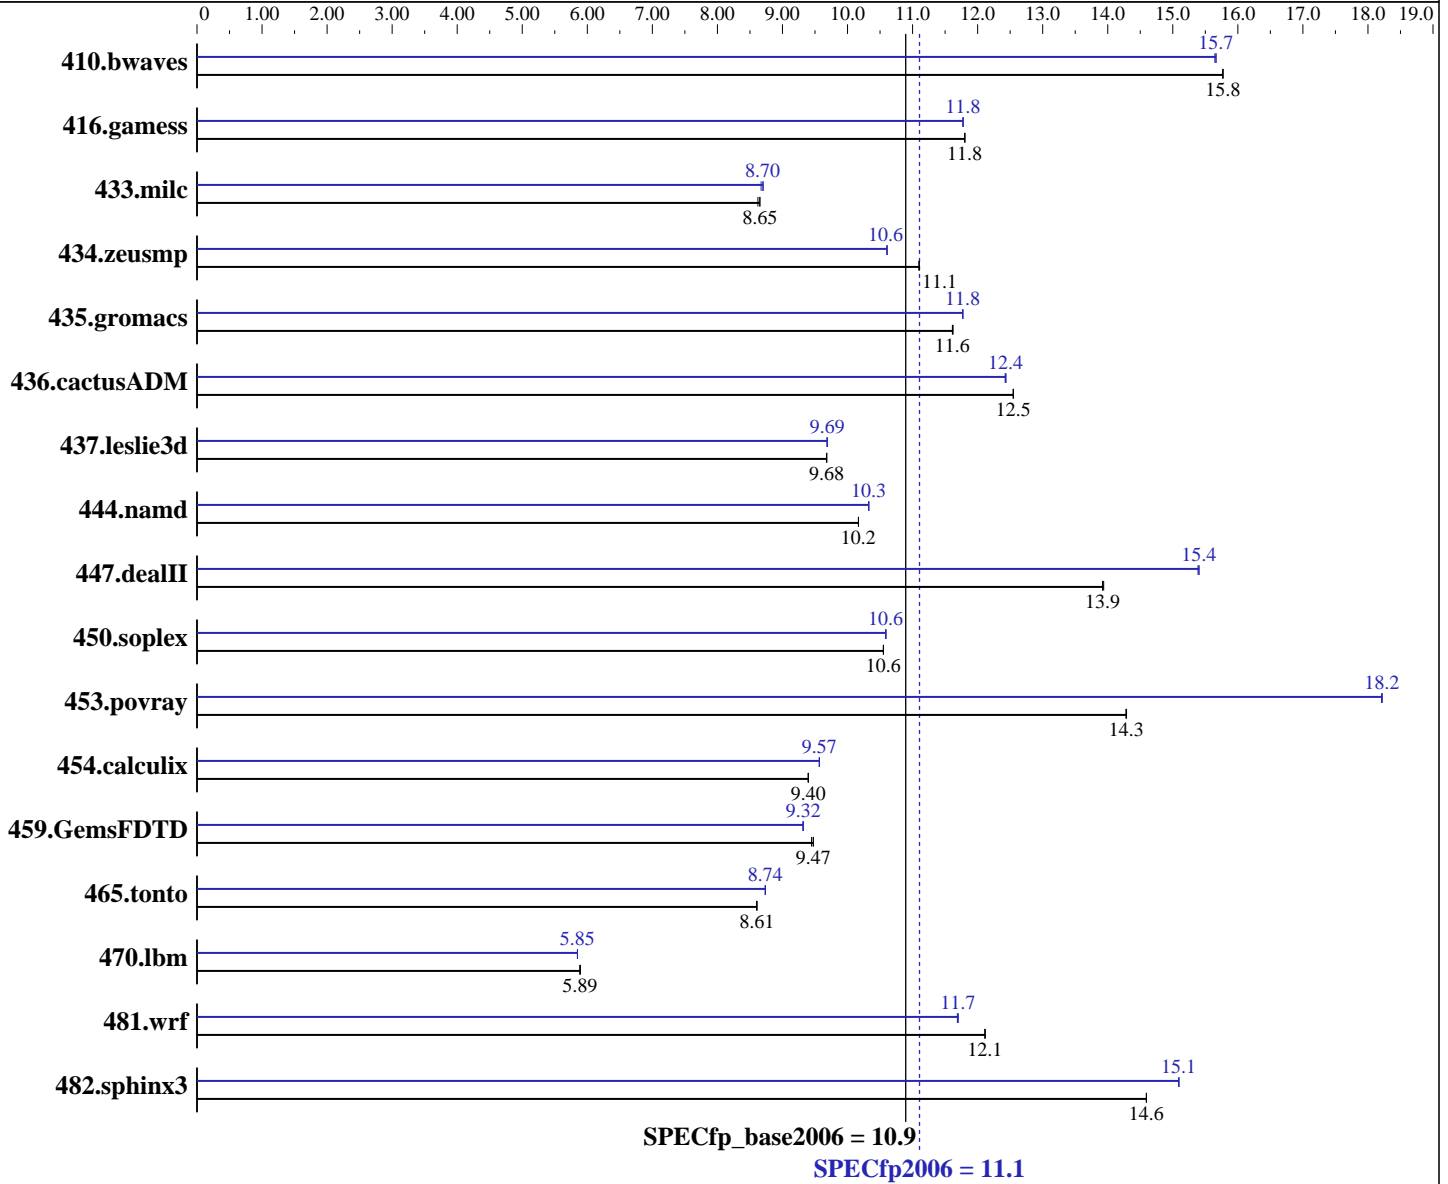 0 1.00 2.00 3.00 4.00 5.00 6.00 7.00 8.00 9.00 10.0 11.0 12.0 13.0 14.0 15.0 16.0 17.0 18.0 19.0
410.bwaves 15.7
15.8
416.gamess 11.8
11.8
433.milc 8.70
8.65
434.zeusmp 10.6
11.1
435.gromacs 11.8
11.6
436.cactusADM 12.4
12.5
437.leslie3d 9.69
9.68
444.namd 10.3
10.2
447.dealII 15.4
13.9
450.soplex 10.6
10.6
453.povray 18.2
14.3
454.calculix 9.57
9.40
459.GemsFDTD 9.32
9.47
465.tonto 8.74
8.61
470.lbm 5.85
5.89
481.wrf 11.7
12.1
482.sphinx3 15.1
14.6
SPECfp_base2006 = 10.9
SPECfp2006 = 11.1